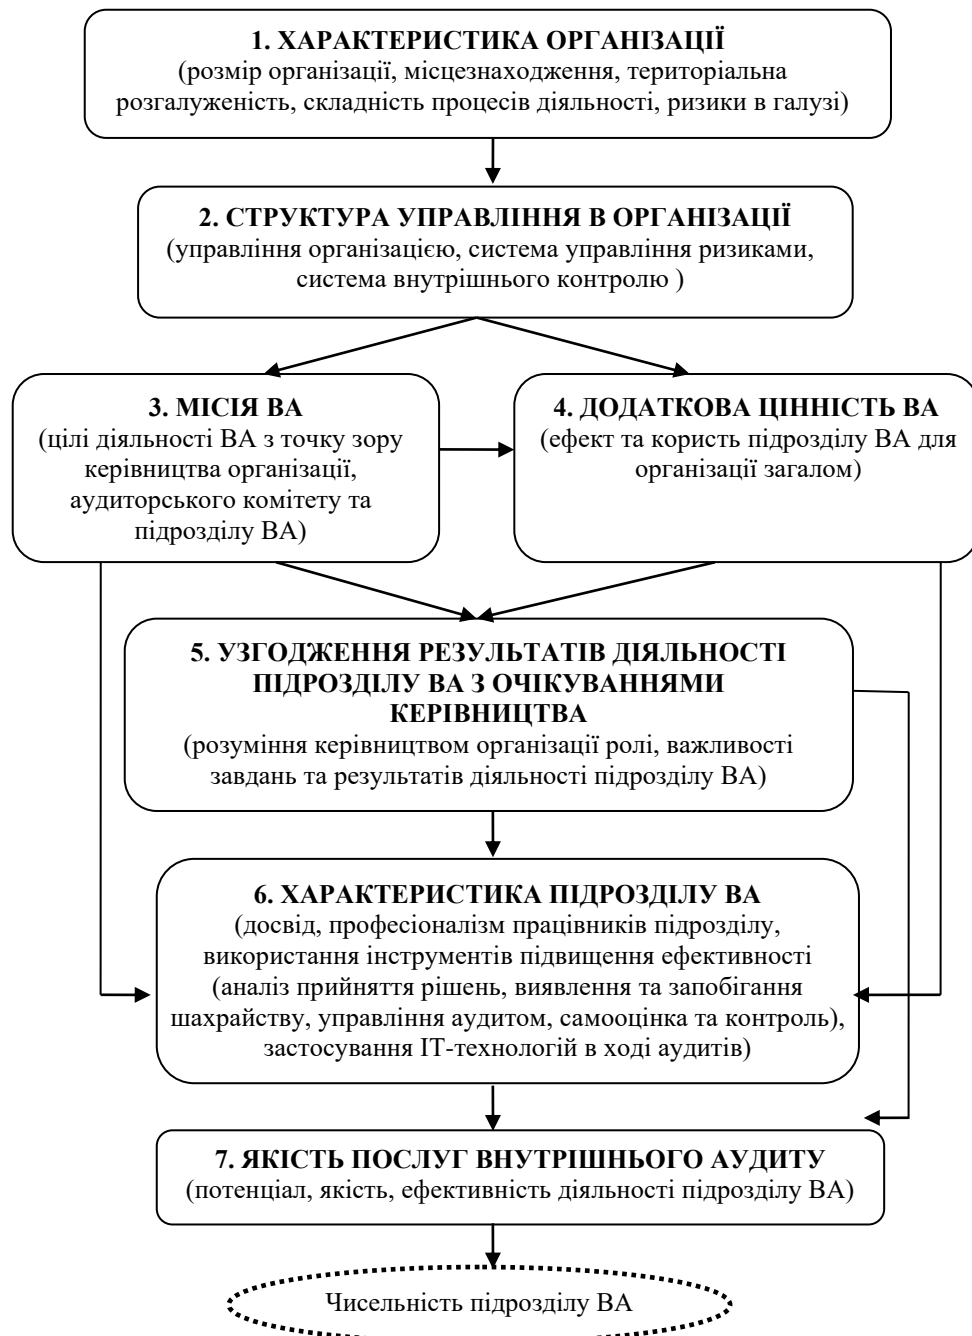 1. ХАРАКТЕРИСТИКА ОРГАНІЗАЦІЇ
(розмір організації, місцезнаходження, територіальна
розгалуженість, складність процесів діяльності, ризики в галузі)
2. СТРУКТУРА УПРАВЛІННЯ В ОРГАНІЗАЦІЇ
(управління організацією, система управління ризиками,
система внутрішнього контролю )
3. МІСІЯ ВА
(цілі діяльності ВА з точку зору
керівництва організації,
аудиторського комітету та
підрозділу ВА)
4. ДОДАТКОВА ЦІННІСТЬ ВА
(ефект та користь підрозділу ВА для
організації загалом)
5. УЗГОДЖЕННЯ РЕЗУЛЬТАТІВ ДІЯЛЬНОСТІ
ПІДРОЗДІЛУ ВА З ОЧІКУВАННЯМИ
КЕРІВНИЦТВА
(розуміння керівництвом організації ролі, важливості
завдань та результатів діяльності підрозділу ВА)
6. ХАРАКТЕРИСТИКА ПІДРОЗДІЛУ ВА
(досвід, професіоналізм працівників підрозділу,
використання інструментів підвищення ефективності
(аналіз прийняття рішень, виявлення та запобігання
шахрайству, управління аудитом, самооцінка та контроль),
застосування ІТ-технологій в ході аудитів)
7. ЯКІСТЬ ПОСЛУГ ВНУТРІШНЬОГО АУДИТУ
(потенціал, якість, ефективність діяльності підрозділу ВА)
Чисельність підрозділу ВА